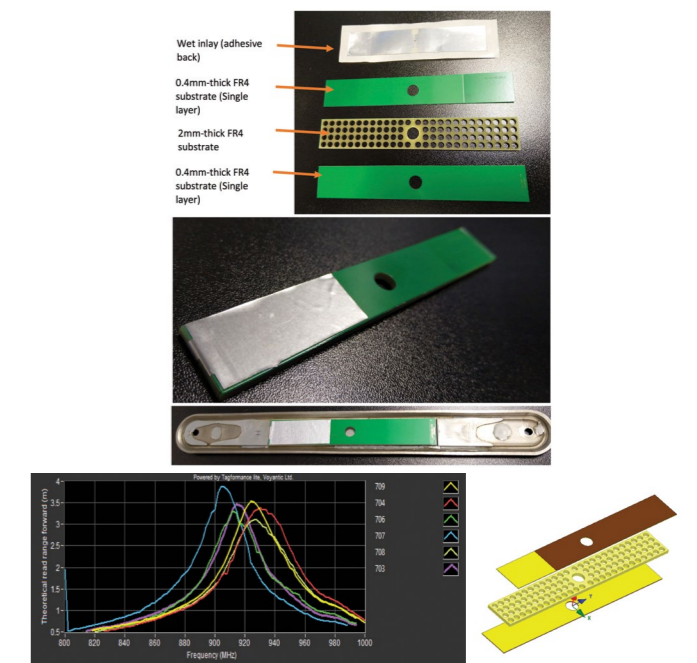 Wet inlay (adhesive
back)
0.4mm-thick FR4
substrate (Single
layer)
2mm-thick FR4
substrate
0.4mm-thick FR4
substrate (Single
layer)
Powered by Tagformance lite, Voyantic Ltd.
Theoretical read range forward (m)
4
3.5
3
2.5
2
1.5
1
0.5
800 820 840 860 880 900 920 940 960 980 1000
Frequency (MHz)
709
704
706
707
708
703
Y
X